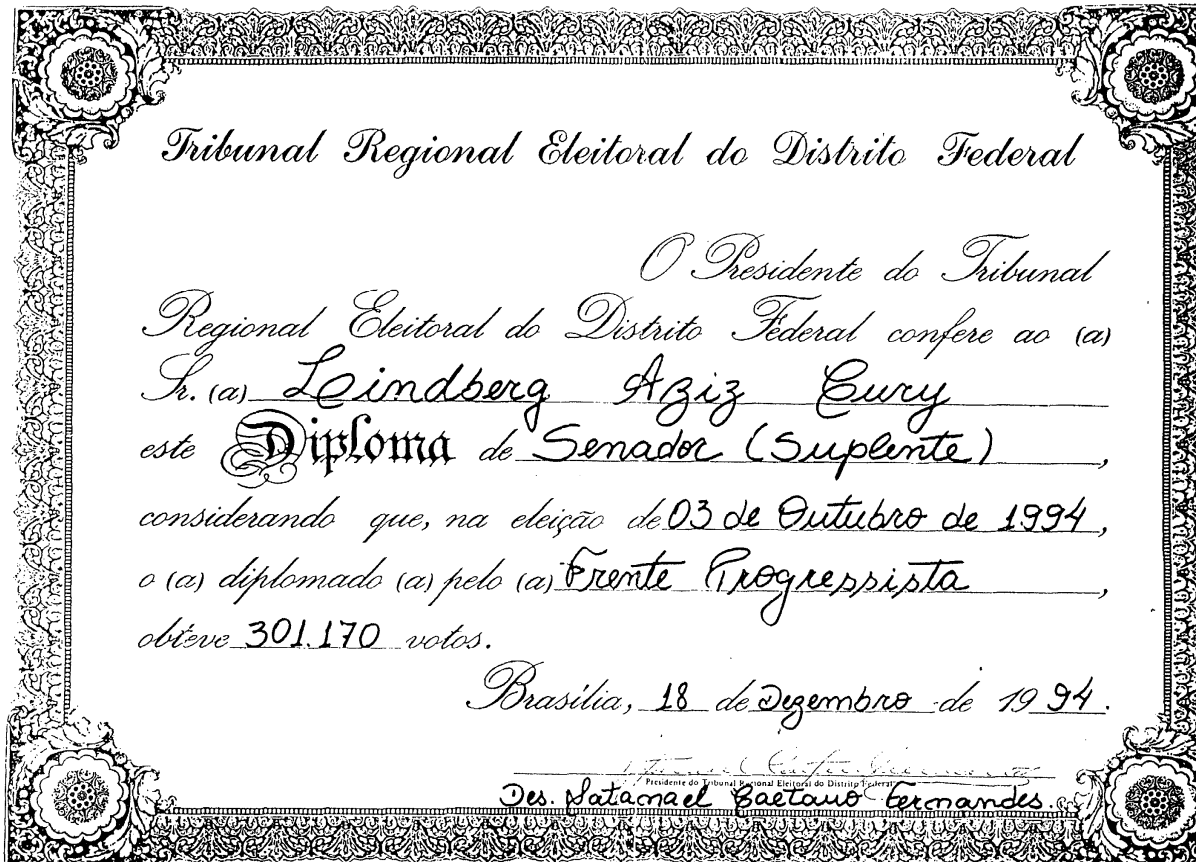 Tribunal Regional Eleitoral do Distrito Federal
O Presidente do Tribunal
Regional Eleitoral do Distrito Federal confere ao (a)
Sr. (a) Lindberg Aziz Cury
este Diploma de Senador (Suplente),
considerando que, na eleição de 03 de Outubro de 1994,
o (a) diplomado (a) pelo (a) Frente Progressista,
obteve 301.170 votos.
Brasília, 18 de Dezembro de 1994.
Presidente do Tribunal Regional Eleitoral do Distrito Federal
Des. Natanael Caetano Fernandes.